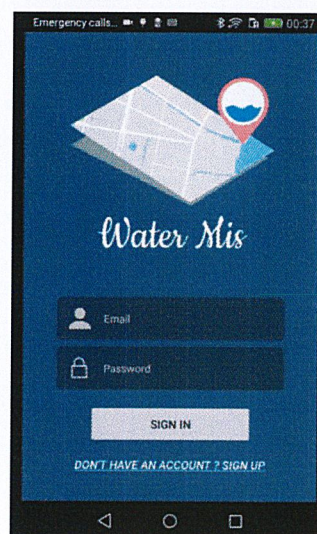 Emergency calls... 00:37
Water Mis
Email
Password
SIGN IN
DON'T HAVE AN ACCOUNT ? SIGN UP